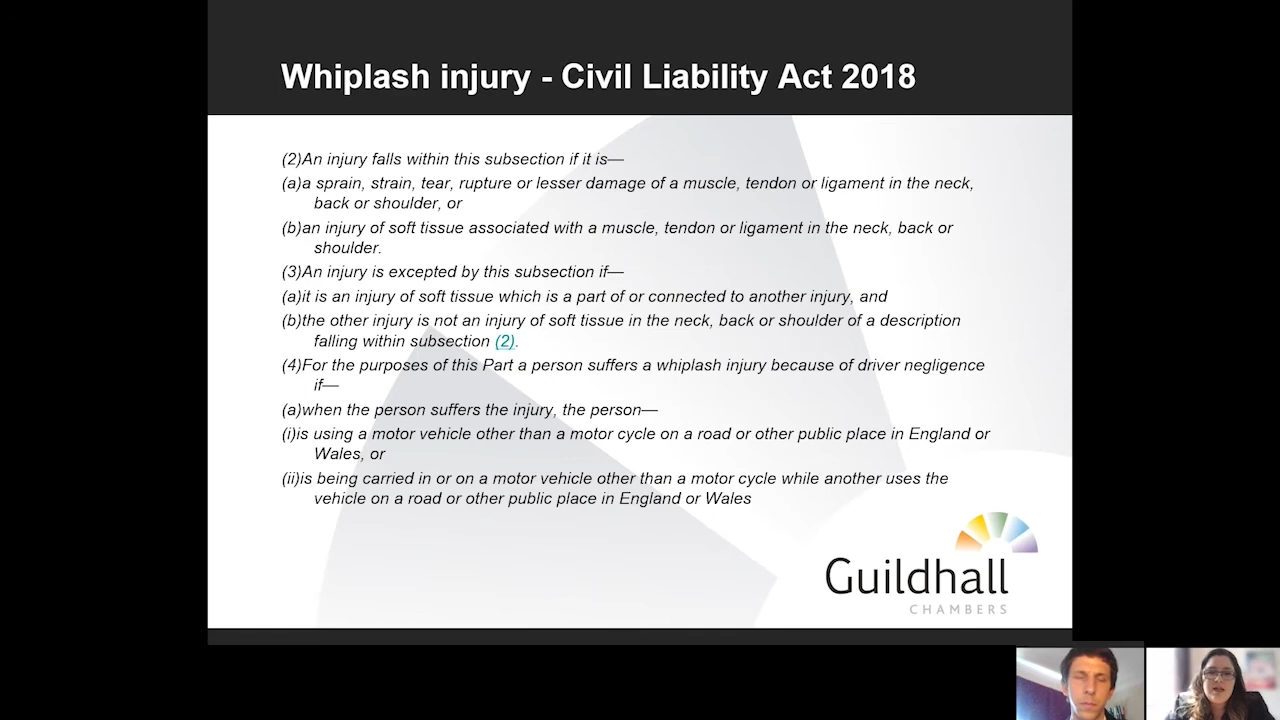 Whiplash injury - Civil Liability Act 2018
(2)An injury falls within this subsection if it is—
(a)a sprain, strain, tear, rupture or lesser damage of a muscle, tendon or ligament in the neck,
back or shoulder, or
(b)an injury of soft tissue associated with a muscle, tendon or ligament in the neck, back or
shoulder.
(3)An injury is excepted by this subsection if—
(a)it is an injury of soft tissue which is a part of or connected to another injury, and
(b)the other injury is not an injury of soft tissue in the neck, back or shoulder of a description
falling within subsection (2).
(4)For the purposes of this Part a person suffers a whiplash injury because of driver negligence
if—
(a)when the person suffers the injury, the person—
(i)is using a motor vehicle other than a motor cycle on a road or other public place in England or
Wales, or
(ii)is being carried in or on a motor vehicle other than a motor cycle while another uses the
vehicle on a road or other public place in England or Wales
Guildhall
CHAMBERS